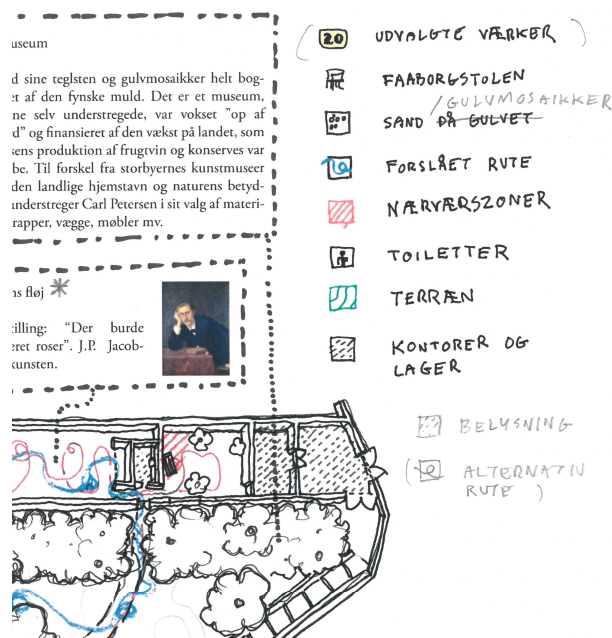 useum
d sine teglsten og gulvmosaikker helt bog-
et af den fynske muld. Det er et museum,
ne selv understregede, var vokset ”op af
d” og finansieret af den vækst på landet, som
sens produktion af frugtvin og konserves var
be. Til forskel fra storbyernes kunstmuseer
den landlige hjemstavn og naturens betyd-
understreger Carl Petersen i sit valg af materi-
rapper, vægge, møbler mv.
ns fløj
tilling: “Der burde
eret roser”. J.P. Jacob-
kunsten.
20 UDVALGTE VÆRKER
FAABORGSTOLEN
/GULVMOSAIKKER
SAND PÅ GULVET
FORSLÅET RUTE
NÆRVÆRSZONER
TOILETTER
TERRÆN
KONTORER OG
LAGER
BELYSNING
(ALTERNATIV
RUTE)